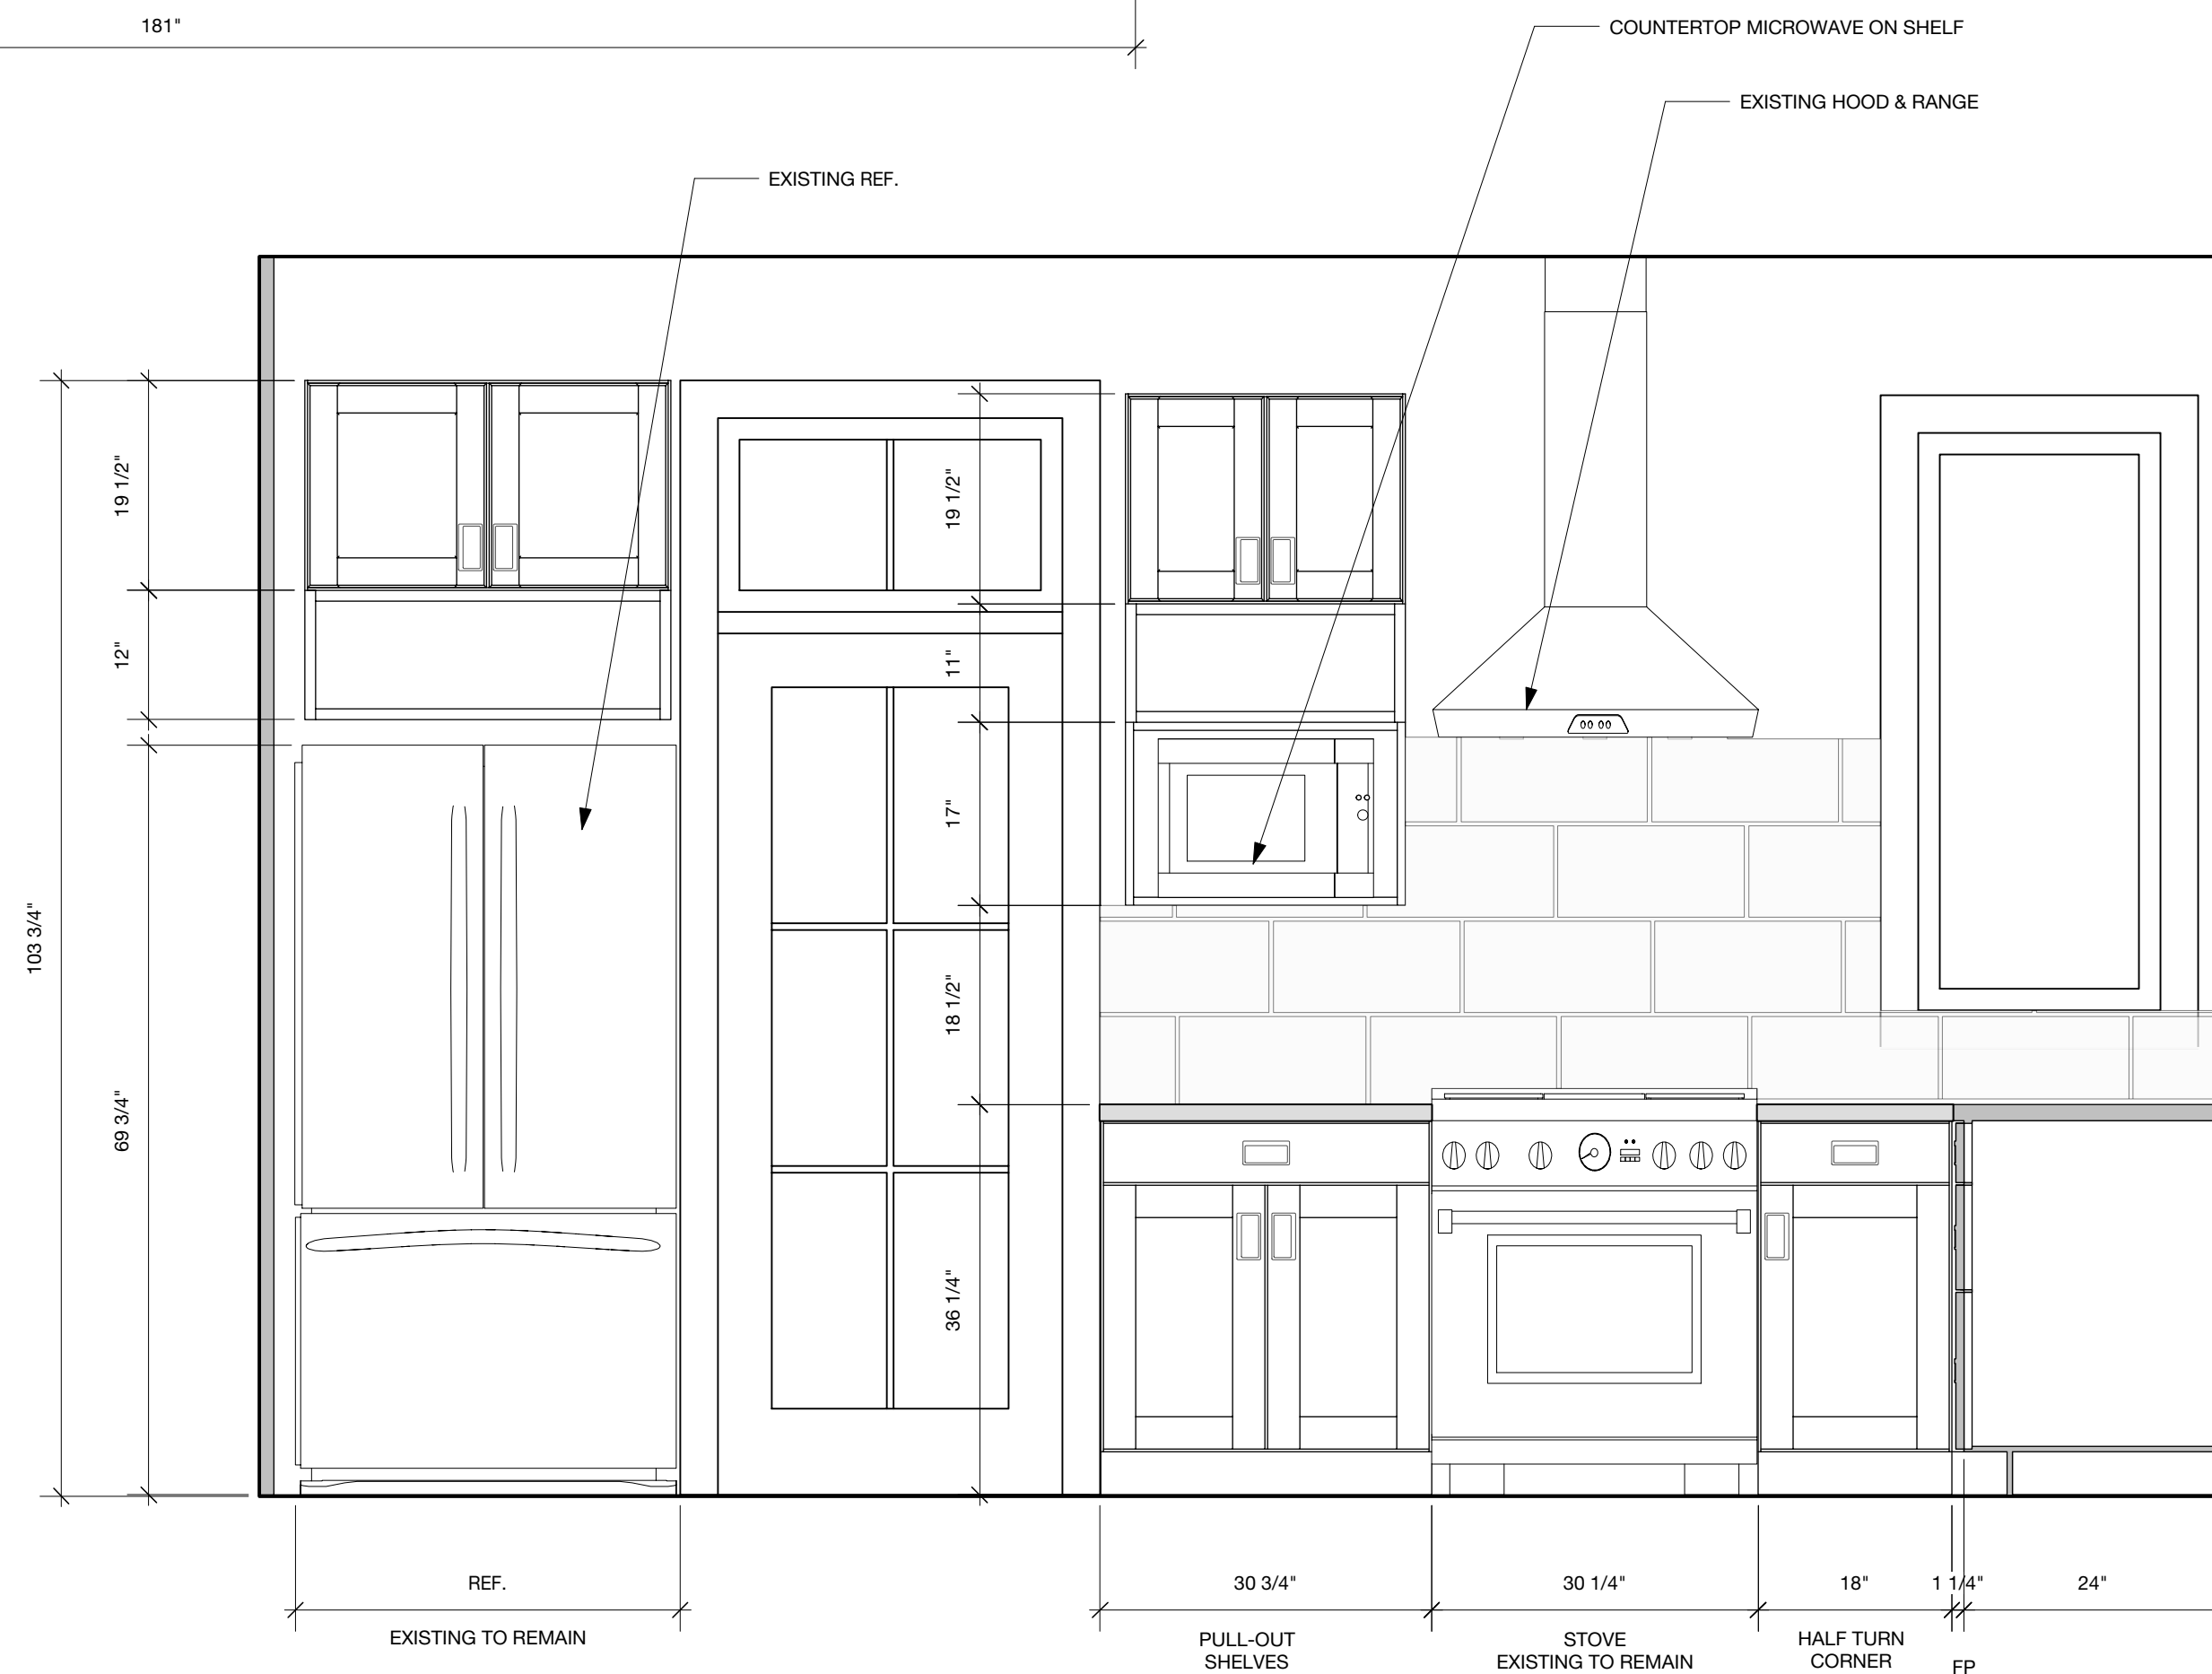 181"
COUNTERTOP MICROWAVE ON SHELF
EXISTING HOOD & RANGE
EXISTING REF.
19 1/2"
12"
103 3/4"
69 3/4"
19 1/2"
11"
17"
18 1/2"
36 1/4"
REF.
30 3/4"
30 1/4"
18"
1 1/4"
24"
EXISTING TO REMAIN
PULL-OUT
SHELVES
STOVE
EXISTING TO REMAIN
HALF TURN
CORNER
FP